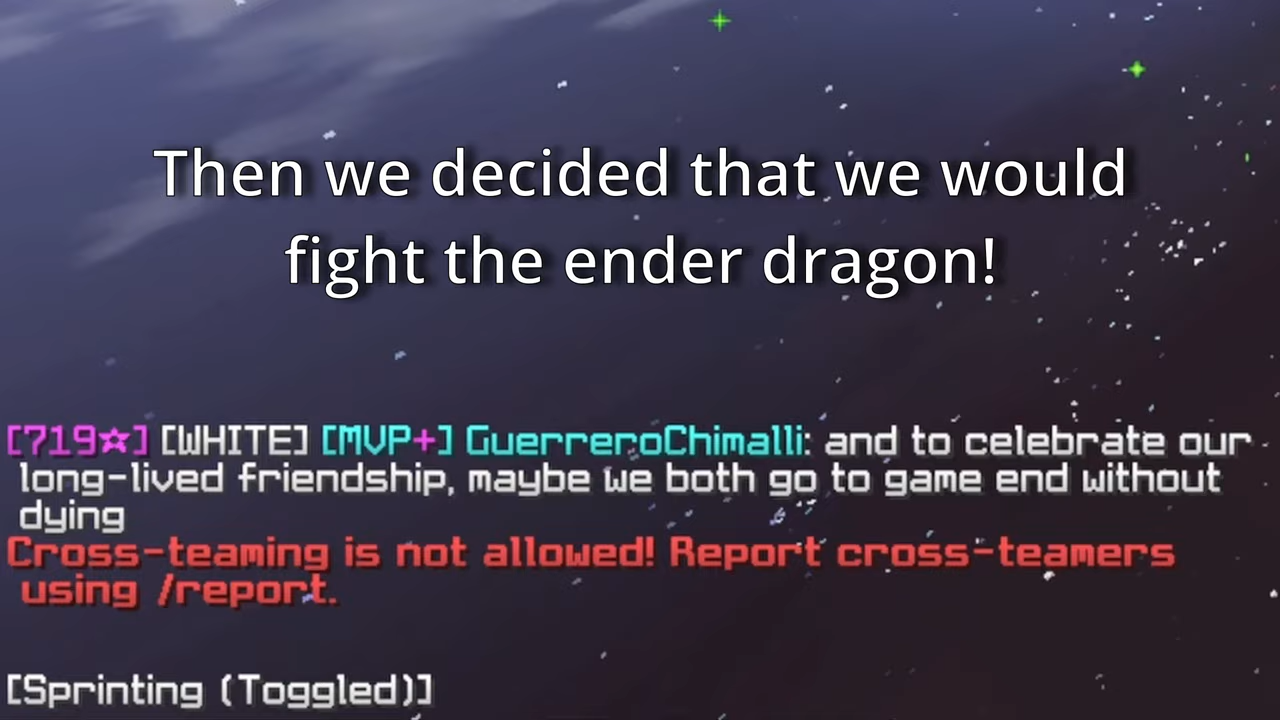 Then we decided that we would
fight the ender dragon!
[719☆] [WHITE] [MVP+] GuerreroChimalli: and to celebrate our
long-lived friendship, maybe we both go to game end without
dying
Cross-teaming is not allowed! Report cross-teamers
using /report.
[Sprinting (Toggled)]